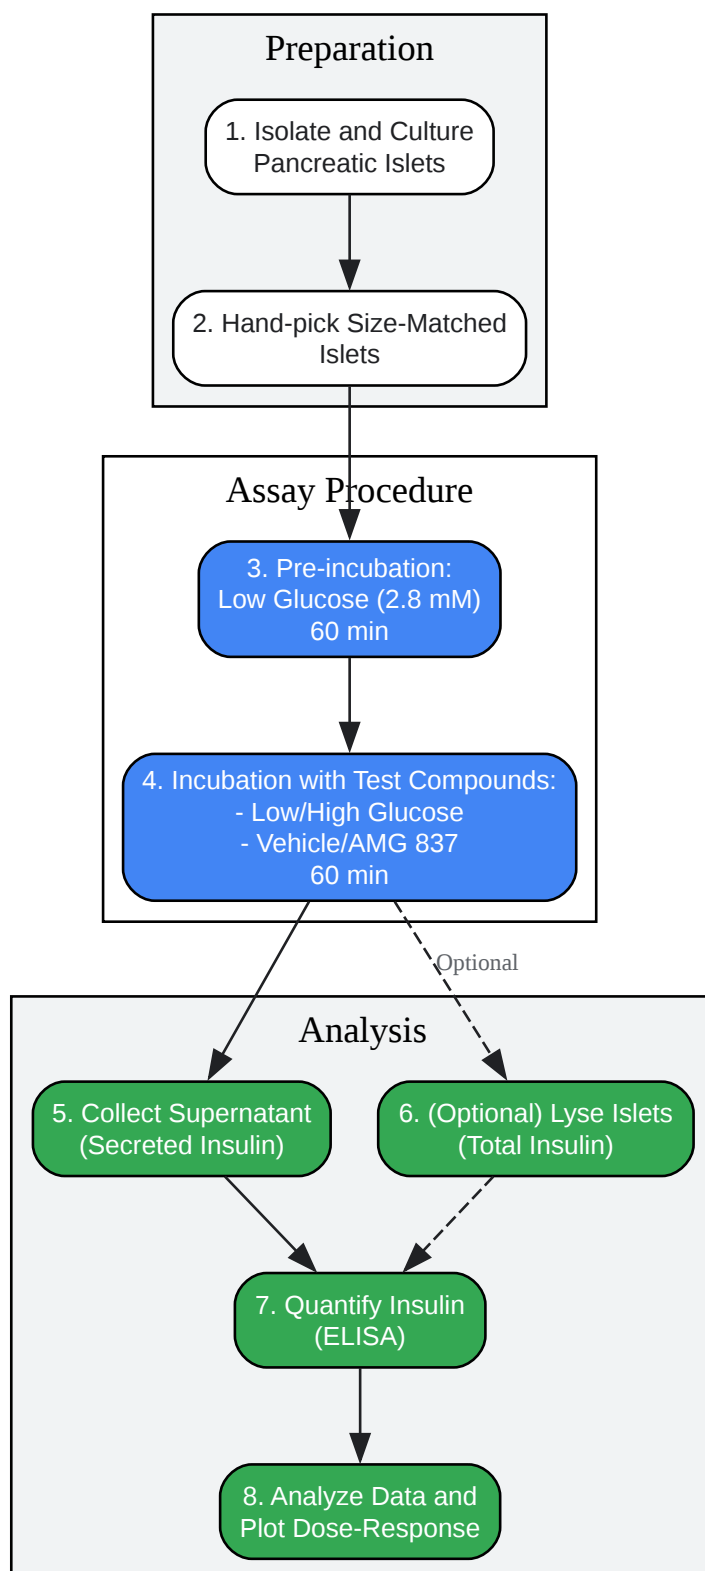 Preparation
1. Isolate and Culture
Pancreatic Islets
2. Hand-pick Size-Matched
Islets
Assay Procedure
3. Pre-incubation:
Low Glucose (2.8 mM)
60 min
4. Incubation with Test Compounds:
- Low/High Glucose
- Vehicle/AMG 837
60 min
Optional
Analysis
5. Collect Supernatant
(Secreted Insulin)
6. (Optional) Lyse Islets
(Total Insulin)
7. Quantify Insulin
(ELISA)
8. Analyze Data and
Plot Dose-Response